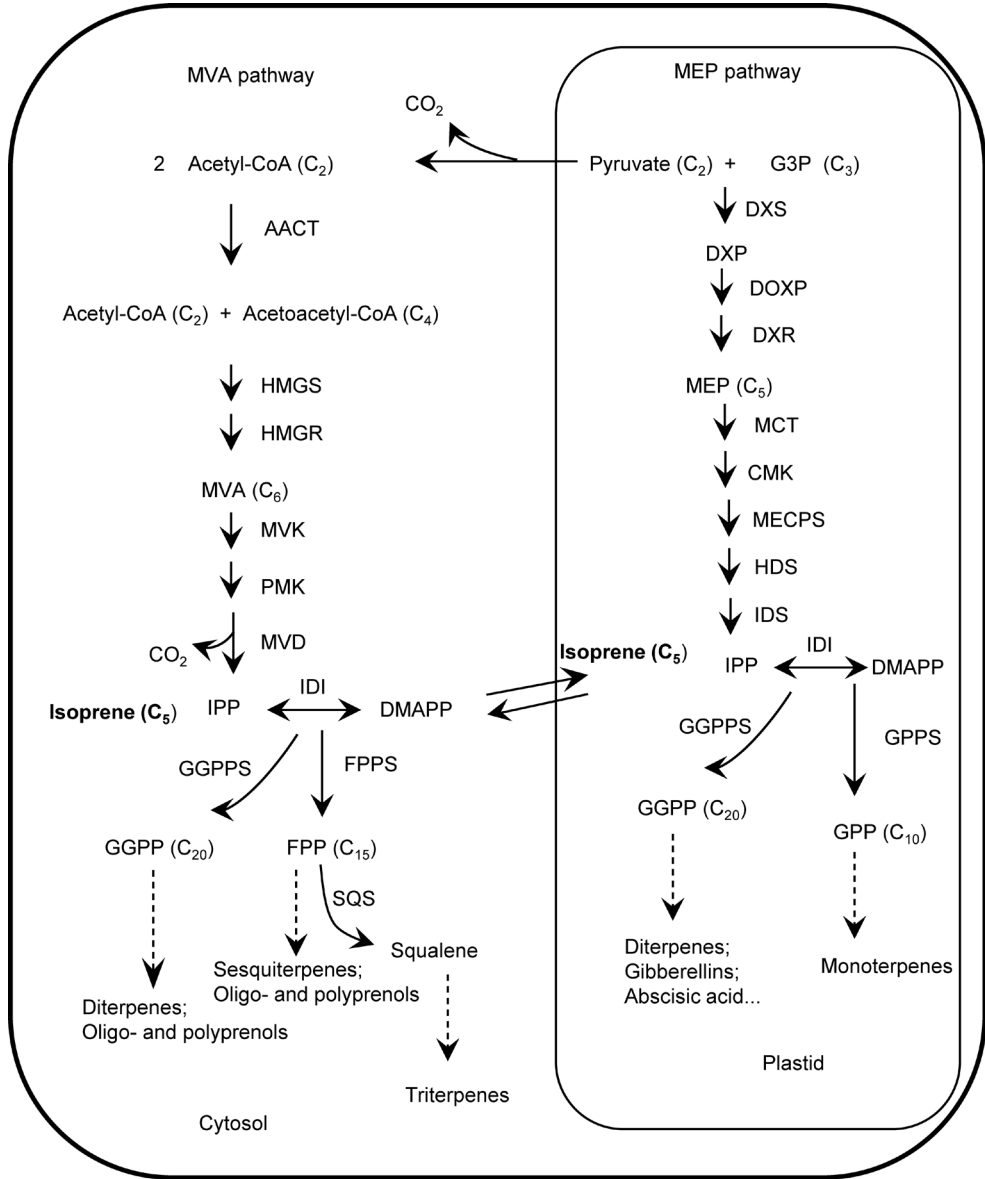 MVA pathway
MEP pathway
CO₂
2 Acetyl-CoA (C₂)
Pyruvate (C₂) + G3P (C₃)
AACT
DXS
DXP
DOXP
DXR
Acetyl-CoA (C₂) + Acetoacetyl-CoA (C₄)
HMGS
HMGR
MEP (C₅)
MCT
CMK
MECPS
HDS
IDS
MVA (C₆)
MVK
PMK
MVD
CO₂
Isoprene (C₅)
IPP
IDI
DMAPP
Isoprene (C₅)
IPP
IDI
DMAPP
GGPPS
FPPS
GGPPS
GPPS
GGPP (C₂₀)
FPP (C₁₅)
GGPP (C₂₀)
GPP (C₁₀)
SQS
Squalene
Sesquiterpenes;
Oligo- and polyprenols
Diterpenes;
Oligo- and polyprenols
Triterpenes
Diterpenes;
Gibberellins;
Abscisic acid...
Monoterpenes
Plastid
Cytosol